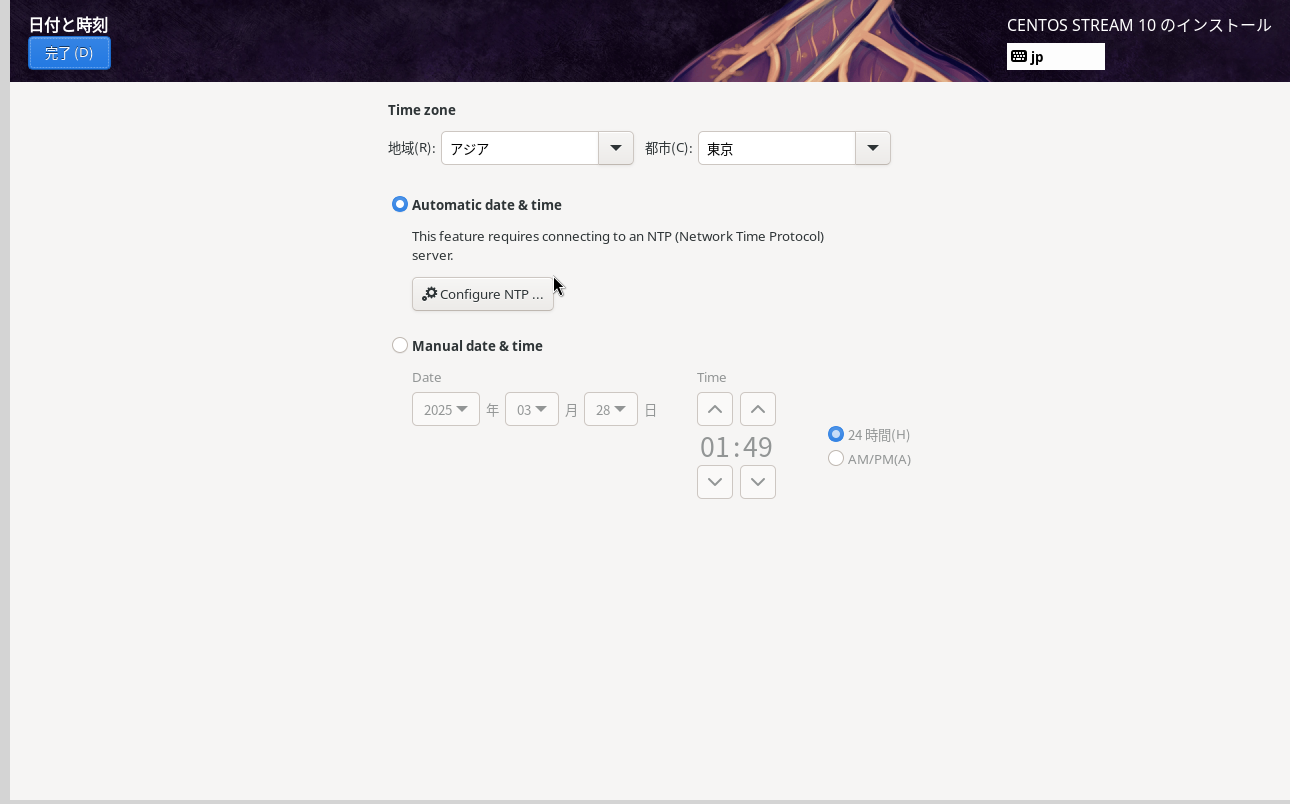 日付と時刻
完了 (D)
CENTOS STREAM 10 のインストール
jp
Time zone
地域(R): アジア 都市(C): 東京
Automatic date & time
This feature requires connecting to an NTP (Network Time Protocol)
server.
Configure NTP ...
Manual date & time
Date Time
2025 年 03 月 28 日
01:49
24 時間(H)
AM/PM(A)